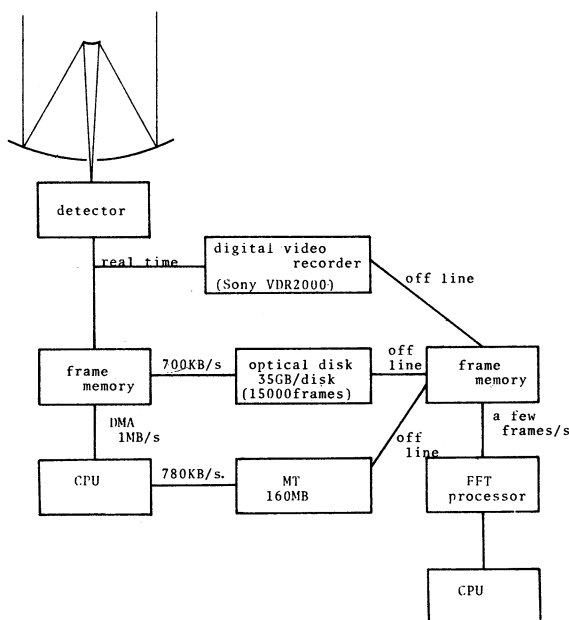 detector
real time
digital video
recorder
(Sony VDR2000)
off line
frame
memory
700KB/s
optical disk
35GB/disk
(15000frames)
off
line
frame
memory
DMA
1MB/s
a few
frames/s
off
line
CPU
780KB/s.
MT
160MB
FFT
processor
CPU